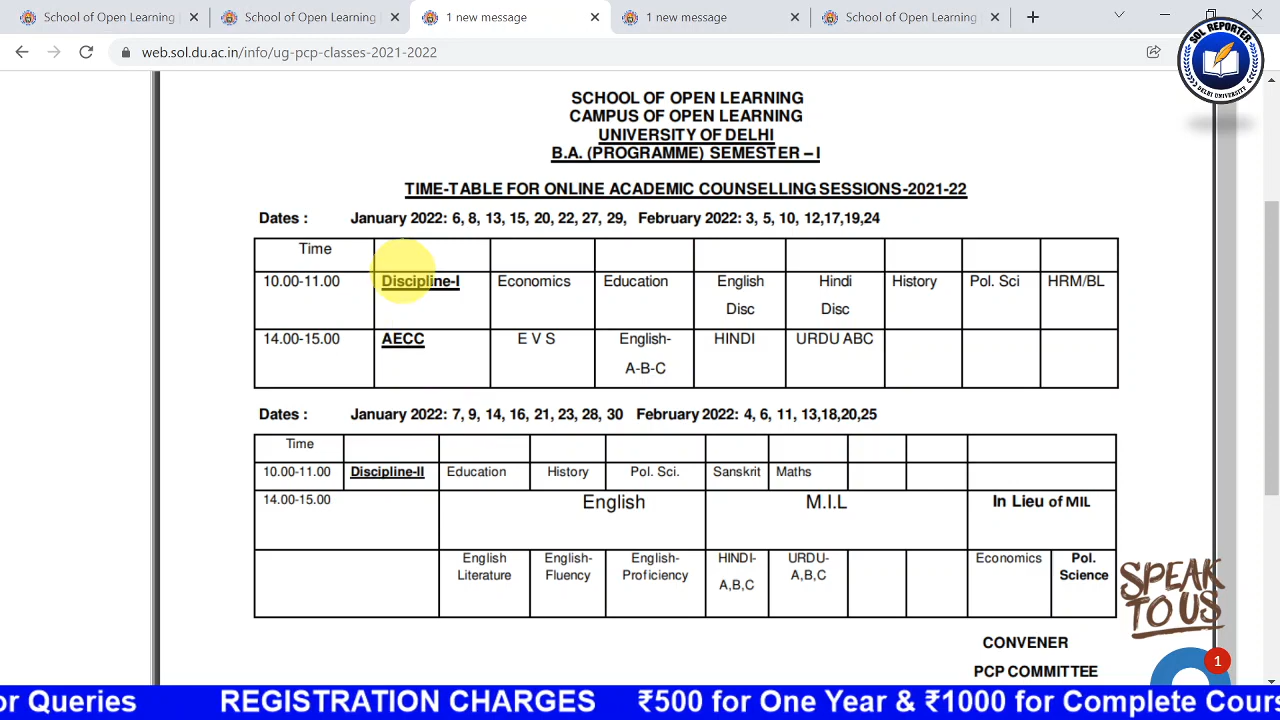 School of Open Learning
School of Open Learning
1 new message
1 new message
School of Open Learning
web.sol.du.ac.in/info/ug-pcp-classes-2021-2022
SOL REPORTER
DELHI UNIVERSITY
SCHOOL OF OPEN LEARNING
CAMPUS OF OPEN LEARNING
UNIVERSITY OF DELHI
B.A. (PROGRAMME) SEMESTER – I
TIME-TABLE FOR ONLINE ACADEMIC COUNSELLING SESSIONS-2021-22
Dates : January 2022: 6, 8, 13, 15, 20, 22, 27, 29, February 2022: 3, 5, 10, 12,17,19,24
Time
10.00-11.00 Discipline-I Economics Education English Hindi History Pol. Sci HRM/BL
Disc Disc
14.00-15.00 AECC E V S English- HINDI URDU ABC
A-B-C
Dates : January 2022: 7, 9, 14, 16, 21, 23, 28, 30 February 2022: 4, 6, 11, 13,18,20,25
Time
10.00-11.00 Discipline-II Education History Pol. Sci. Sanskrit Maths
14.00-15.00 English M.I.L In Lieu of MIL
English English- English- HINDI- URDU- Economics Pol.
Literature Fluency Proficiency A,B,C A,B,C Science
CONVENER
PCP COMMITTEE
SPEAK
TO US
1
or Queries REGISTRATION CHARGES ₹500 for One Year & ₹1000 for Complete Cours